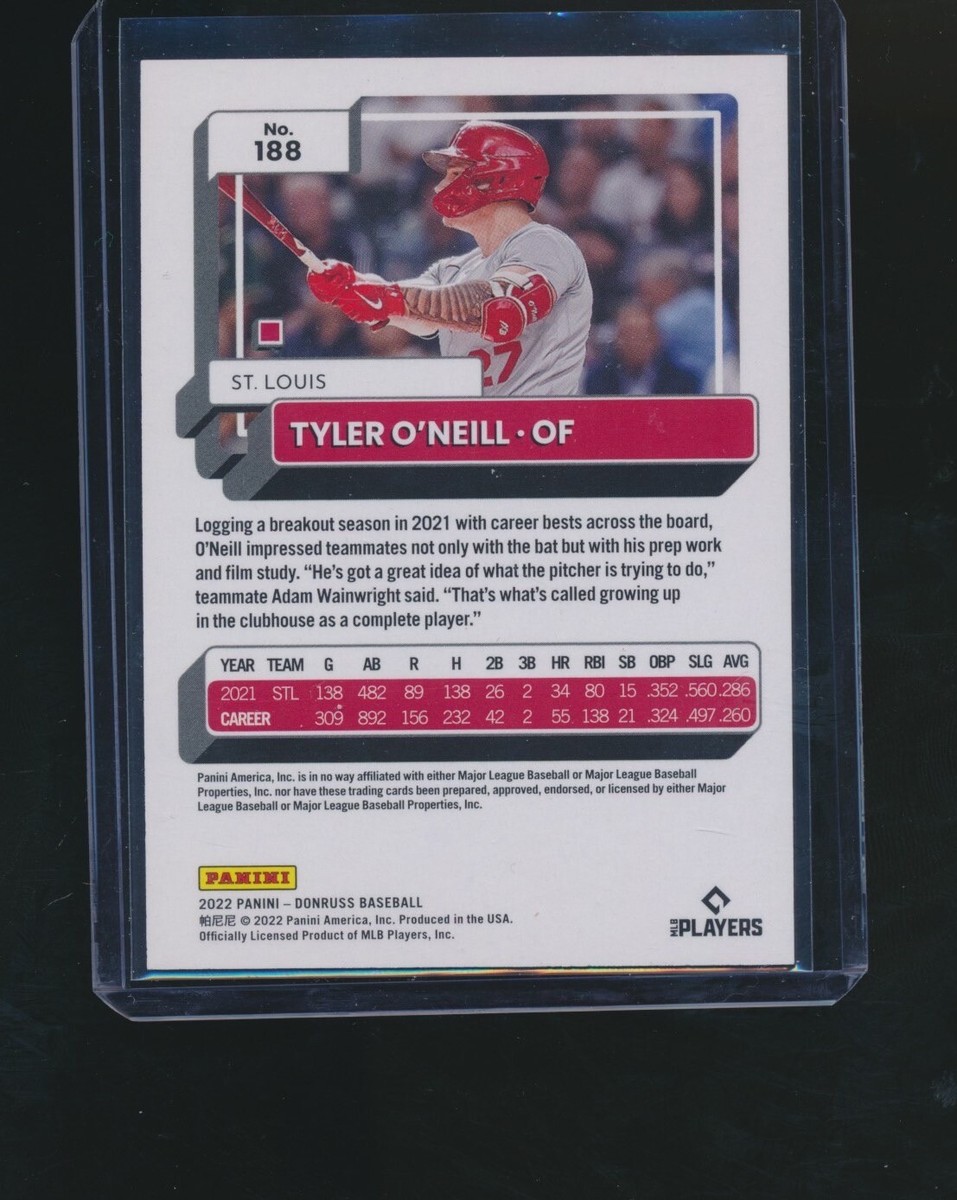 No.
188
27
ST. LOUIS
TYLER O'NEILL · OF
Logging a breakout season in 2021 with career bests across the board,
O'Neill impressed teammates not only with the bat but with his prep work
and film study. “He's got a great idea of what the pitcher is trying to do,”
teammate Adam Wainwright said. “That's what's called growing up
in the clubhouse as a complete player.”
YEAR TEAM G AB R H 2B 3B HR RBI SB OBP SLG AVG
2021 STL 138 482 89 138 26 2 34 80 15 .352 .560 .286
CAREER 309 892 156 232 42 2 55 138 21 .324 .497 .260
Panini America, Inc. is in no way affiliated with either Major League Baseball or Major League Baseball
Properties, Inc. nor have these trading cards been prepared, approved, endorsed, or licensed by either Major
League Baseball or Major League Baseball Properties, Inc.
PANINI
2022 PANINI – DONRUSS BASEBALL
帕尼尼 © 2022 Panini America, Inc. Produced in the USA.
Officially Licensed Product of MLB Players, Inc.
MLB PLAYERS